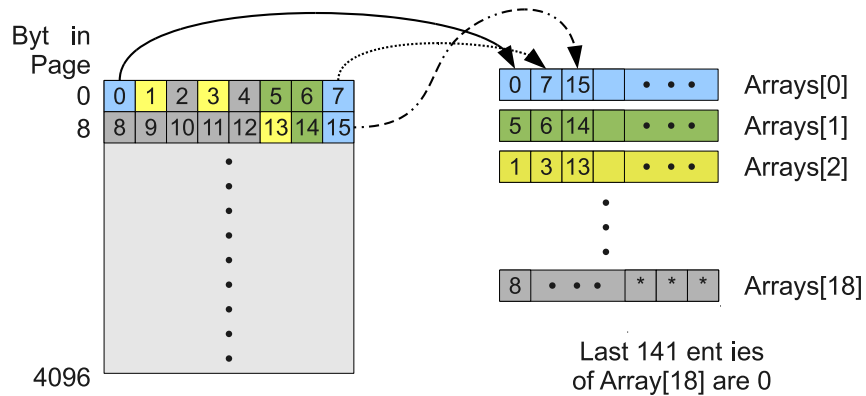 Byt in
Page
0 0 1 2 3 4 5 6 7
8 8 9 10 11 12 13 14 15
4096
0 7 15 • • • Arrays[0]
5 6 14 • • • Arrays[1]
1 3 13 • • • Arrays[2]
8 • • • * * * Arrays[18]
Last 141 ent ies
of Array[18] are 0